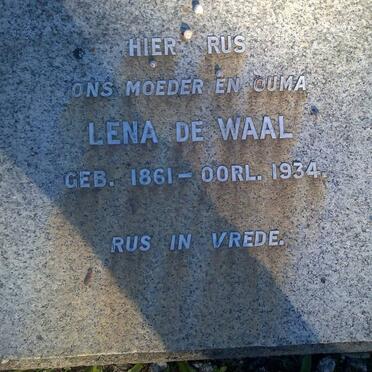 HIER RUS
ONS MOEDER EN OUMA
LENA DE WAAL
GEB. 1861 – OORL. 1934.
RUS IN VREDE.